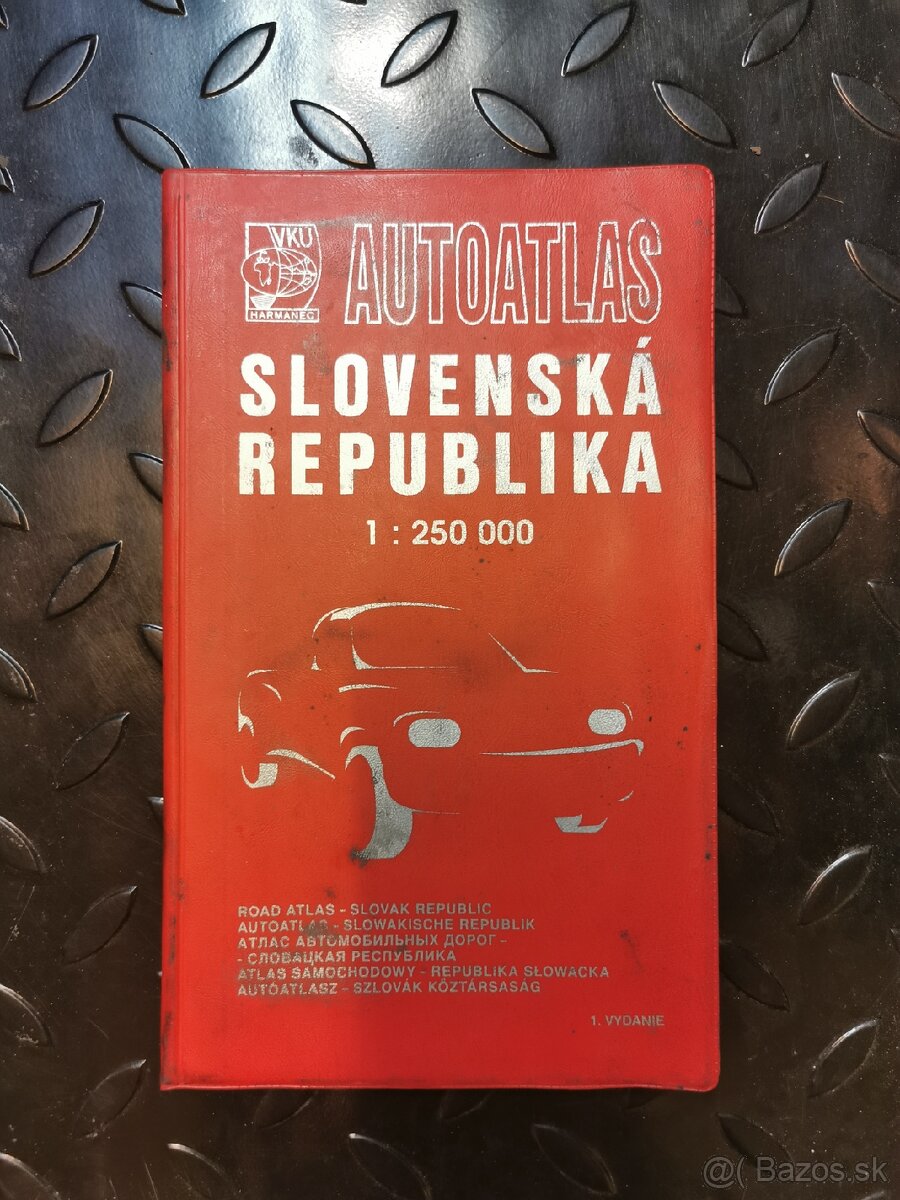 VKÚ
HARMANEC
AUTOATLAS
SLOVENSKÁ
REPUBLIKA
1 : 250 000
ROAD ATLAS – SLOVAK REPUBLIC
AUTOATLAS – SLOWAKISCHE REPUBLIK
АТЛАС АВТОМОБИЛЬНЫХ ДОРОГ –
- СЛОВАЦКАЯ РЕСПУБЛИКА
ATLAS SAMOCHODOWY – REPUBLIKA SŁOWACKA
AUTÓATLASZ – SZLOVÁK KÖZTÁRSASÁG
1. VYDANIE
@( Bazos.sk